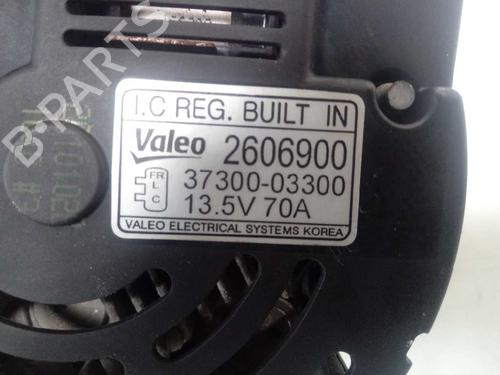 B-PARTS
I.C REG. BUILT IN
Valeo 2606900
FR
L
C
37300-03300
13.5V 70A
VALEO ELECTRICAL SYSTEMS KOREA